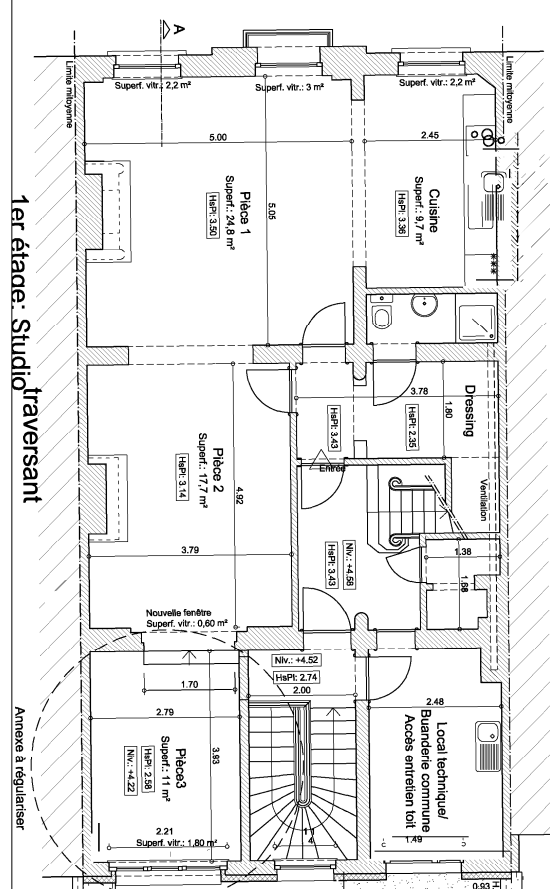 A
Limite mitoyenne
Limite mitoyenne
Superf. vitr.: 2,2 m²
Superf. vitr.: 3 m²
Superf. vitr.: 2,2 m²
5.00
2.45
5.05
Pièce 1
Superf.: 24,8 m²
HsPl: 3.50
Cuisine
Superf.: 9,7 m²
HsPl: 3.36
***
1er étage: Studio
traversant
3.78
1.80
Dressing
HsPl: 3.43
HsPl: 2.35
Entrée
Ventilation
Pièce 2
Superf.: 17,7 m²
HsPl: 3.14
4.92
3.79
Niv.: +4.58
HsPl: 3.43
1.38
1.68
Nouvelle fenêtre
Superf. vitr.: 0,60 m²
Niv.: +4.52
HsPl: 2.74
2.00
1.70
2.79
3.93
2.48
Pièce3
Superf.: 11 m²
HsPl: 2.58
Niv.: +4.22
Local technique/
Buanderie commune
Accès entretien toit
Annexe à régulariser
2.21
Superf. vitr.: 1,80 m²
1.49
0.93